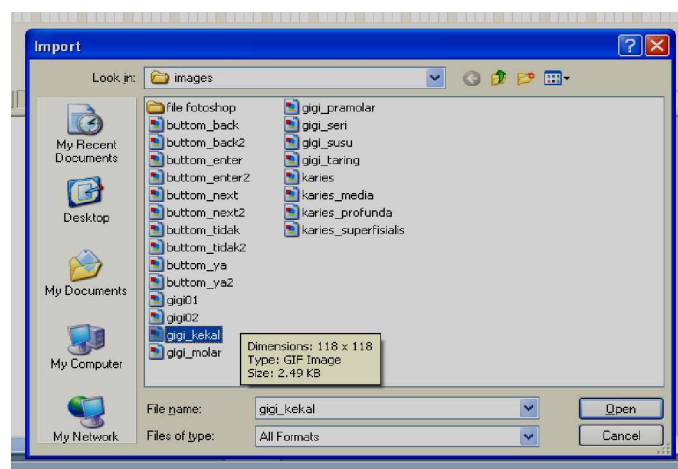 Import
Look in: images
My Recent Documents
Desktop
My Documents
My Computer
My Network
file fotoshop
buttom_back
buttom_back2
buttom_enter
buttom_enter2
buttom_next
buttom_next2
buttom_tidak
buttom_tidak2
buttom_ya
buttom_ya2
gigi01
gigi02
gigi_kekal
gigi_molar
gigi_pramolar
gigi_seri
gigi_susu
gigi_taring
karies
karies_media
karies_profunda
karies_superfisialis
Dimensions: 118 x 118
Type: GIF Image
Size: 2.49 KB
File name: gigi_kekal Open
Files of type: All Formats Cancel